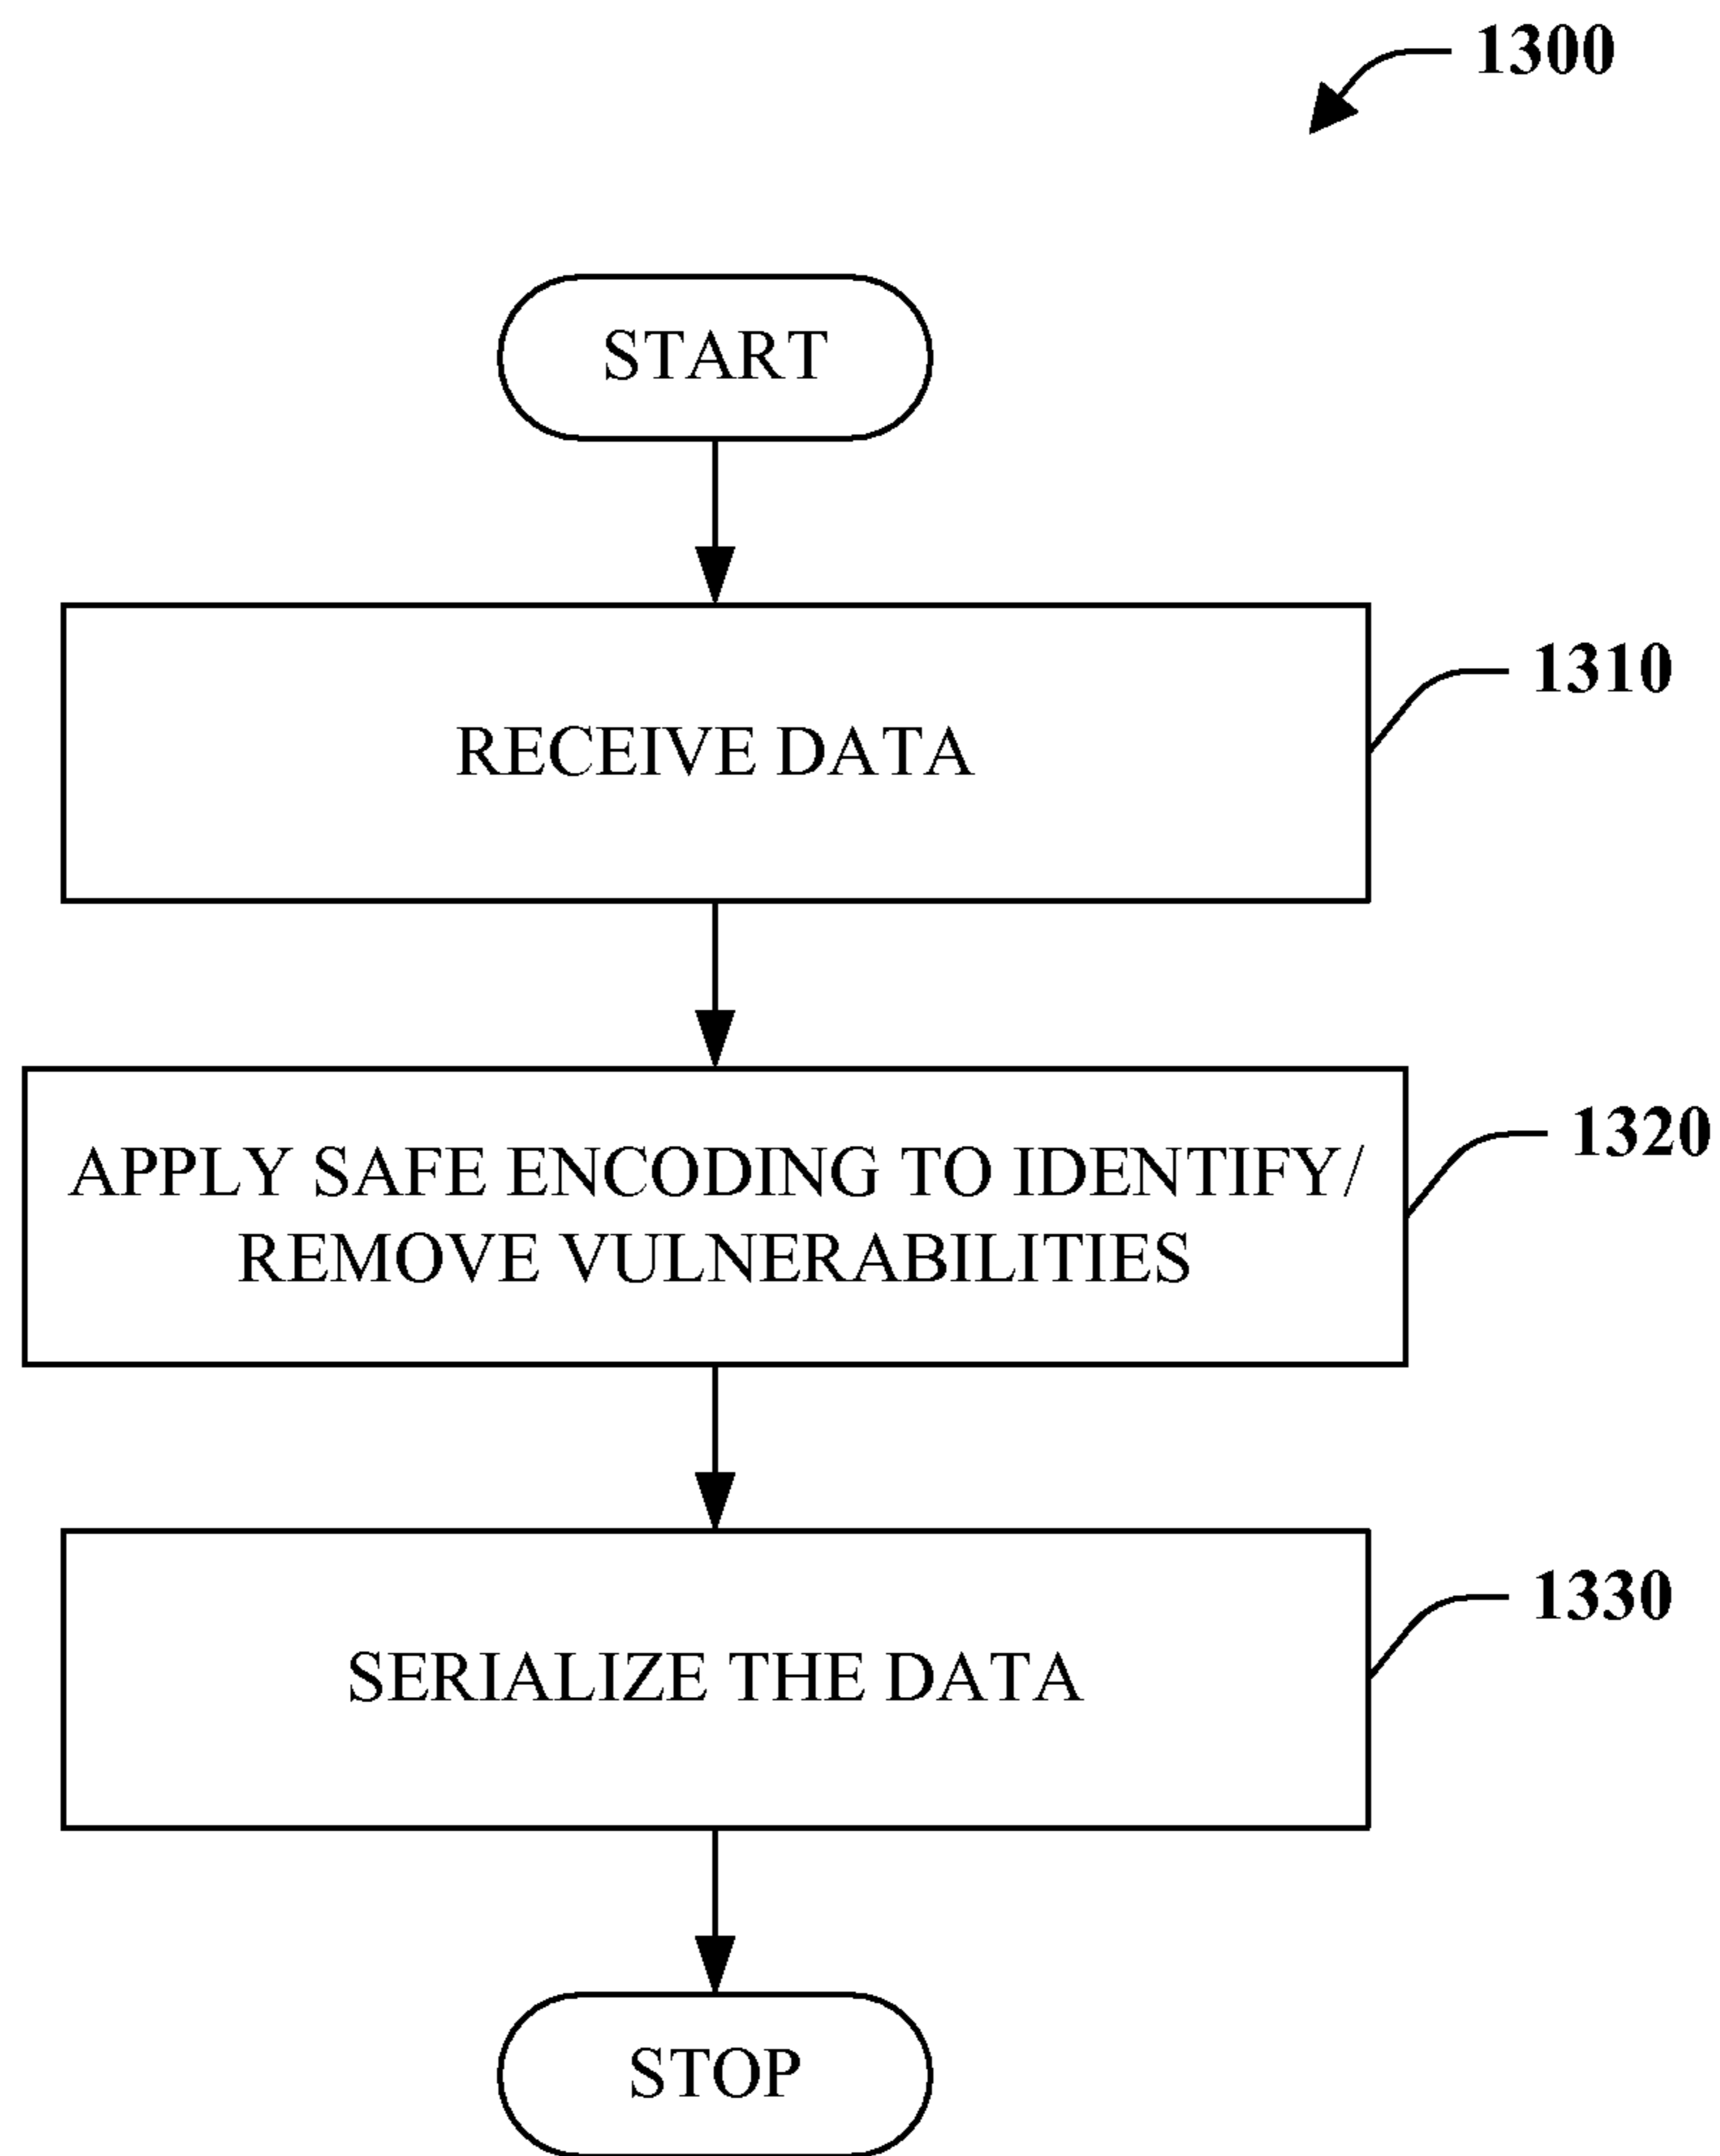 1300
START
1310
RECEIVE DATA
1320
APPLY SAFE ENCODING TO IDENTIFY/
REMOVE VULNERABILITIES
1330
SERIALIZE THE DATA
STOP